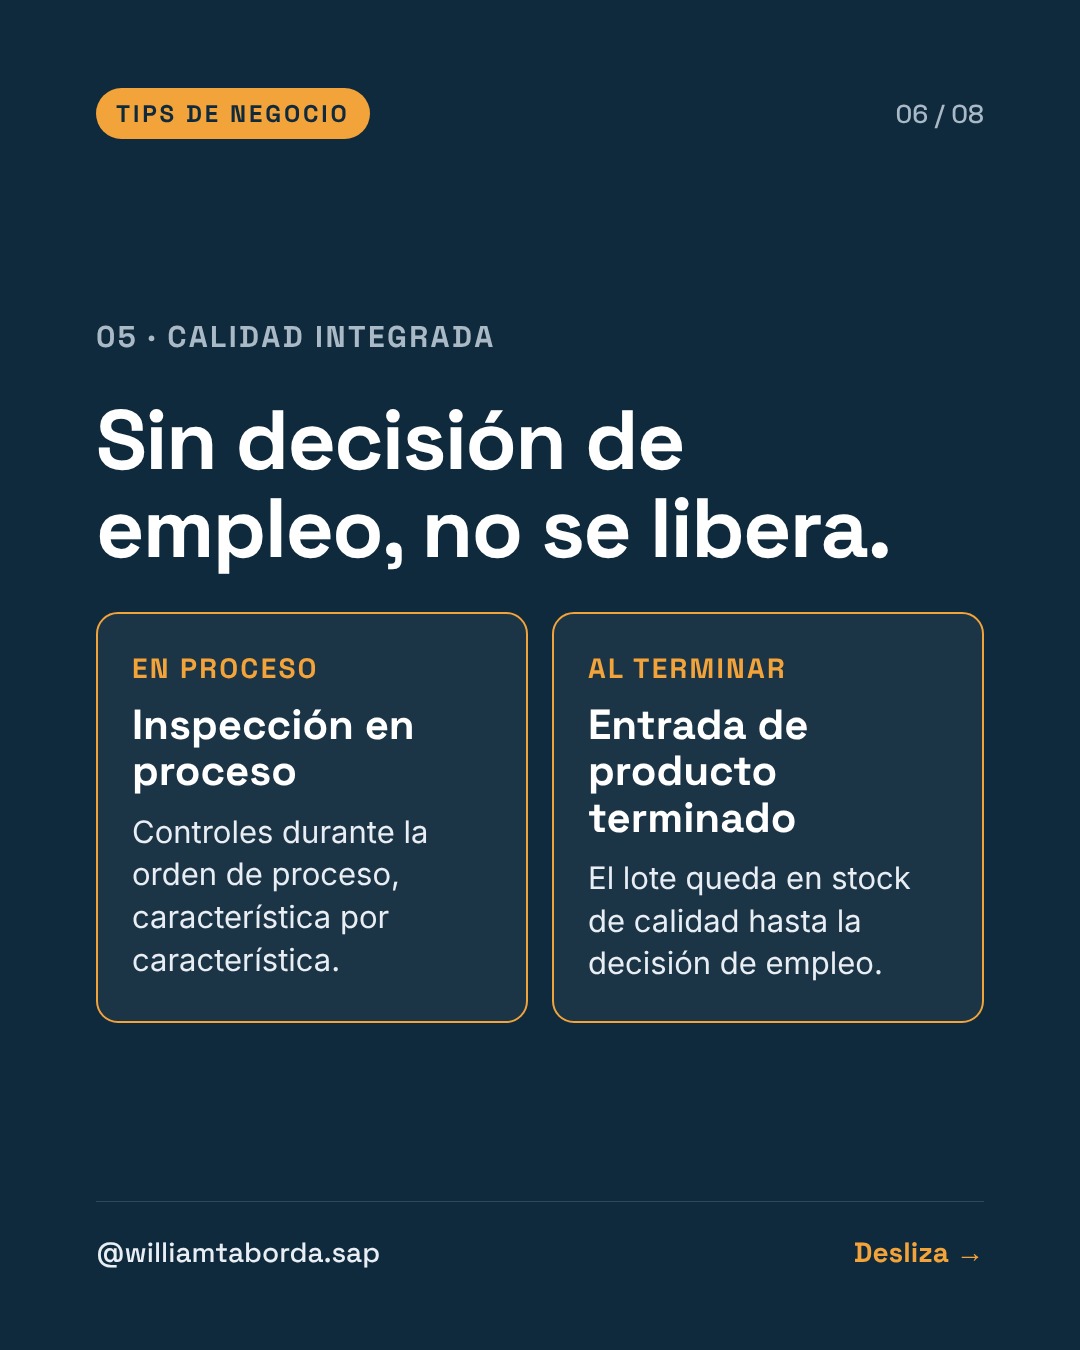 TIPS DE NEGOCIO
06 / 08
05 · CALIDAD INTEGRADA
Sin decisión de
empleo, no se libera.
EN PROCESO
Inspección en
proceso
Controles durante la
orden de proceso,
característica por
característica.
AL TERMINAR
Entrada de
producto
terminado
El lote queda en stock
de calidad hasta la
decisión de empleo.
@williamtaborda.sap
Desliza →